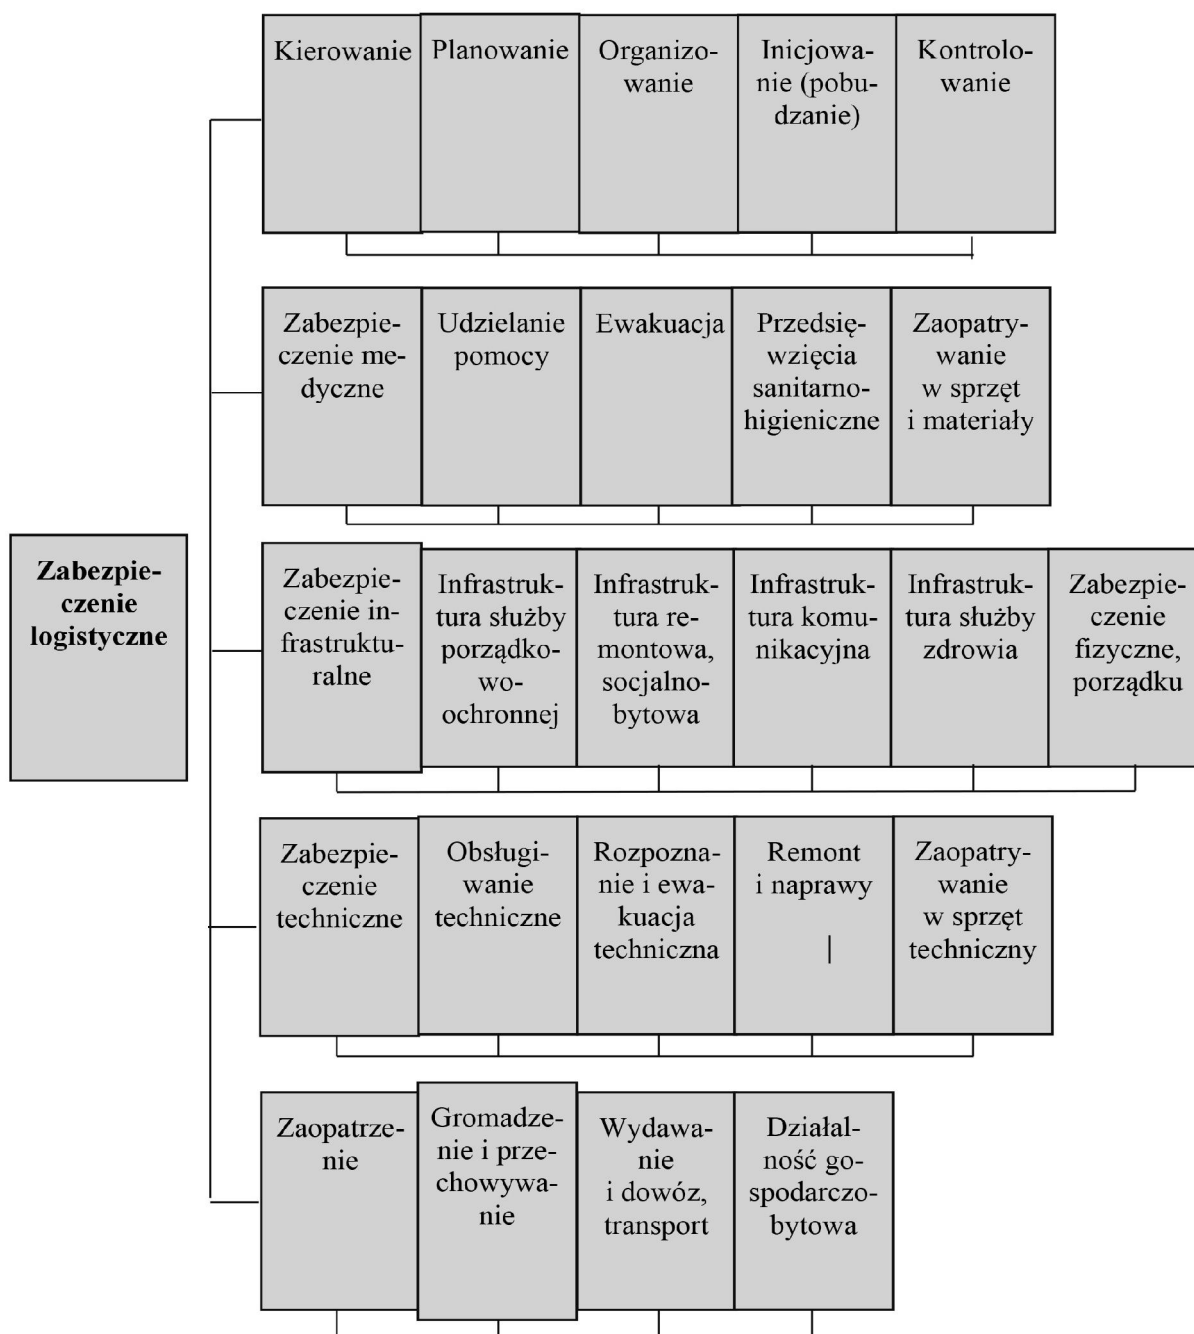 Kierowanie
Planowanie
Organizo-
wanie
Inicjowa-
nie (pobu-
dzanie)
Kontrolo-
wanie
Zabezpie-
czenie me-
dyczne
Udzielanie
pomocy
Ewakuacja
Przedsię-
wzięcia
sanitarno-
higieniczne
Zaopatry-
wanie
w sprzęt
i materiały
Zabezpie-
czenie
logistyczne
Zabezpie-
czenie in-
frastruktu-
ralne
Infrastruk-
tura służby
porządko-
wo-
ochronnej
Infrastruk-
tura re-
montowa,
socjalno-
bytowa
Infrastruk-
tura komu-
nikacyjna
Infrastruk-
tura służby
zdrowia
Zabezpie-
czenie
fizyczne,
porządku
Zabezpie-
czenie
techniczne
Obsługi-
wanie
techniczne
Rozpozna-
nie i ewa-
kuacja
techniczna
Remont
i naprawy
Zaopatry-
wanie
w sprzęt
techniczny
Zaopatrze-
nie
Gromadze-
nie i prze-
chowywa-
nie
Wydawa-
nie
i dowóz,
transport
Działal-
ność go-
spodarczo-
bytowa